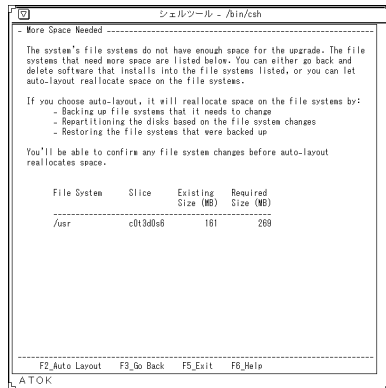 シェルツール - /bin/csh
- More Space Needed -----------------------------------------------------------
The system's file systems do not have enough space for the upgrade. The file
systems that need more space are listed below. You can either go back and
delete software that installs into the file systems listed, or you can let
auto-layout reallocate space on the file systems.
If you choose auto-layout, it will reallocate space on the file systems by:
- Backing up file systems that it needs to change
- Repartitioning the disks based on the file system changes
- Restoring the file systems that were backed up
You'll be able to confirm any file system changes before auto-layout
reallocates space.
File System Slice Existing Required
Size (MB) Size (MB)
------------------------------------------------
/usr c0t3d0s6 161 269
--------------------------------------------------------------------------------
F2_Auto Layout F3_Go Back F5_Exit F6_Help
ATOK